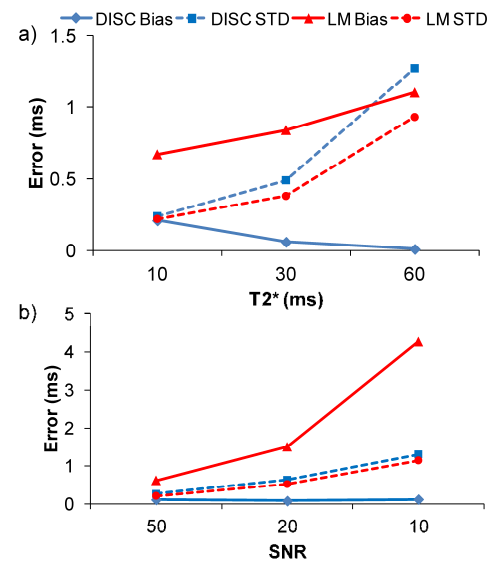 DISC Bias DISC STD LM Bias LM STD
a)
1.5
1
0.5
0
Error (ms)
10 30 60
T2* (ms)
b)
5
4
3
2
1
0
Error (ms)
50 20 10
SNR